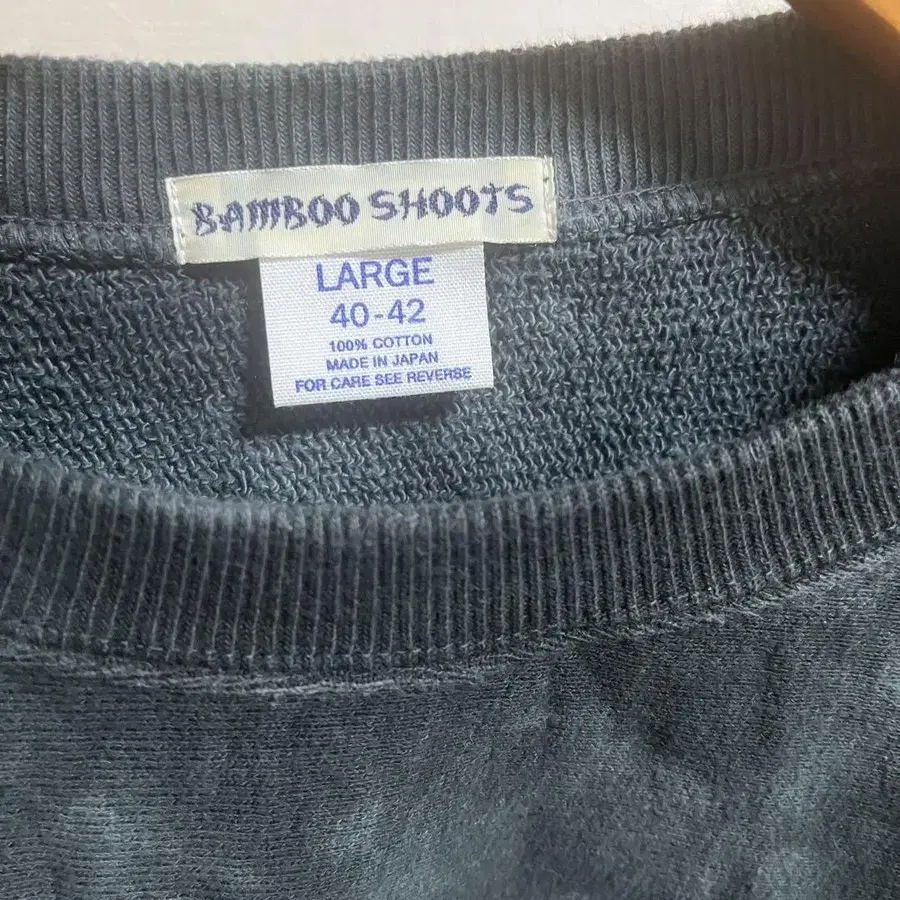 BAMBOO SHOOTS
LARGE
40-42
100% COTTON
MADE IN JAPAN
FOR CARE SEE REVERSE